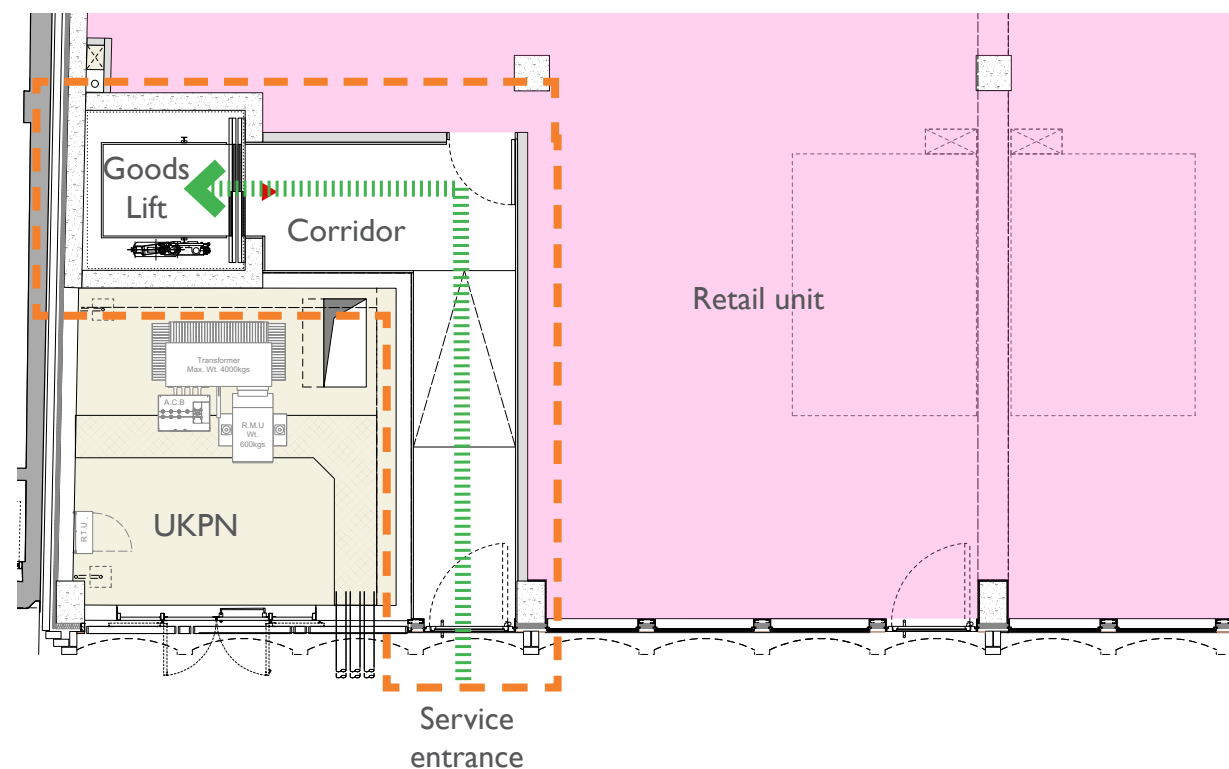 Goods
Lift
Corridor
Retail unit
Transformer
Max. Wt. 4000kgs
A.C.B
R.M.U
Wt.
600kgs
UKPN
R.T.U.
Service
entrance